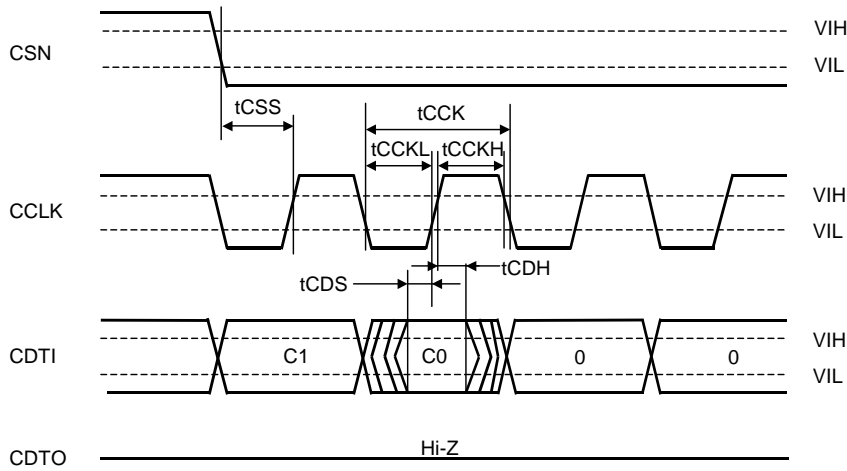 CSN
VIH
VIL
tCSS
tCCK
tCCKL
tCCKH
CCLK
VIH
VIL
tCDS
tCDH
CDTI
C1
C0
0
0
VIH
VIL
CDTO
Hi-Z